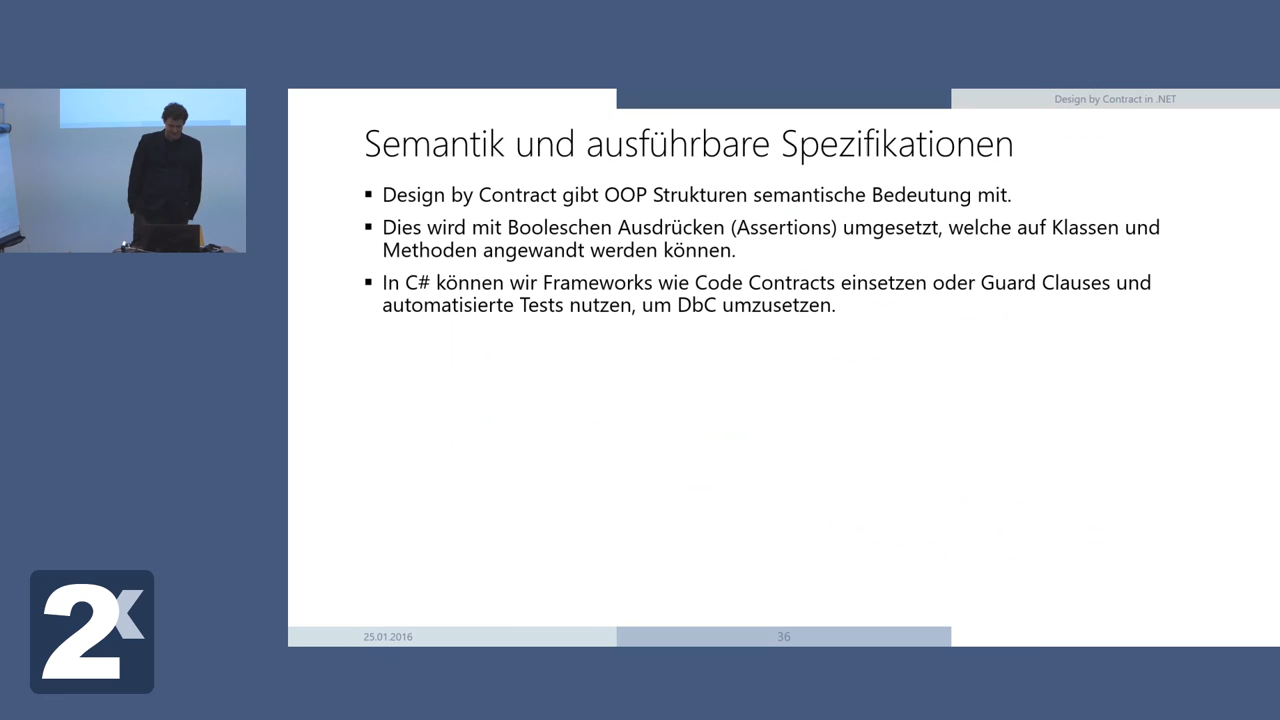 Design by Contract in .NET
Semantik und ausführbare Spezifikationen
▪ Design by Contract gibt OOP Strukturen semantische Bedeutung mit.
▪ Dies wird mit Booleschen Ausdrücken (Assertions) umgesetzt, welche auf Klassen und
Methoden angewandt werden können.
▪ In C# können wir Frameworks wie Code Contracts einsetzen oder Guard Clauses und
automatisierte Tests nutzen, um DbC umzusetzen.
25.01.2016
36
2x